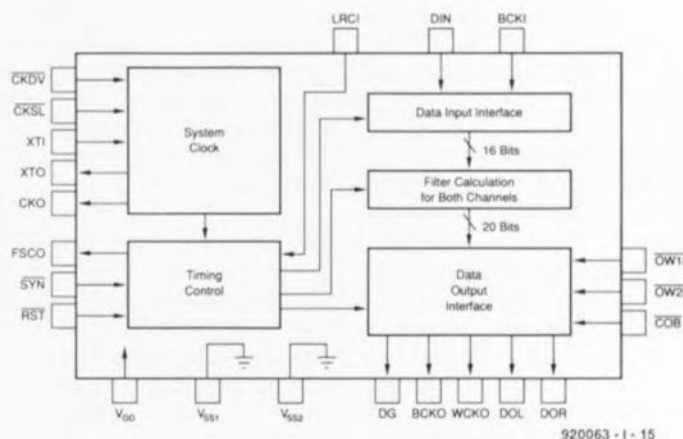 LRCI DIN BCKI
CKDV
CKSL
XTI
XTO
CKO
System
Clock
Data Input Interface
16 Bits
Filter Calculation
for Both Channels
20 Bits
FSCO
SYN
RST
Timing
Control
Data
Output
Interface
OW1
OW2
COB
VDD VSS1 VSS2 DG BCKO WCKO DOL DOR
920063 - I - 15